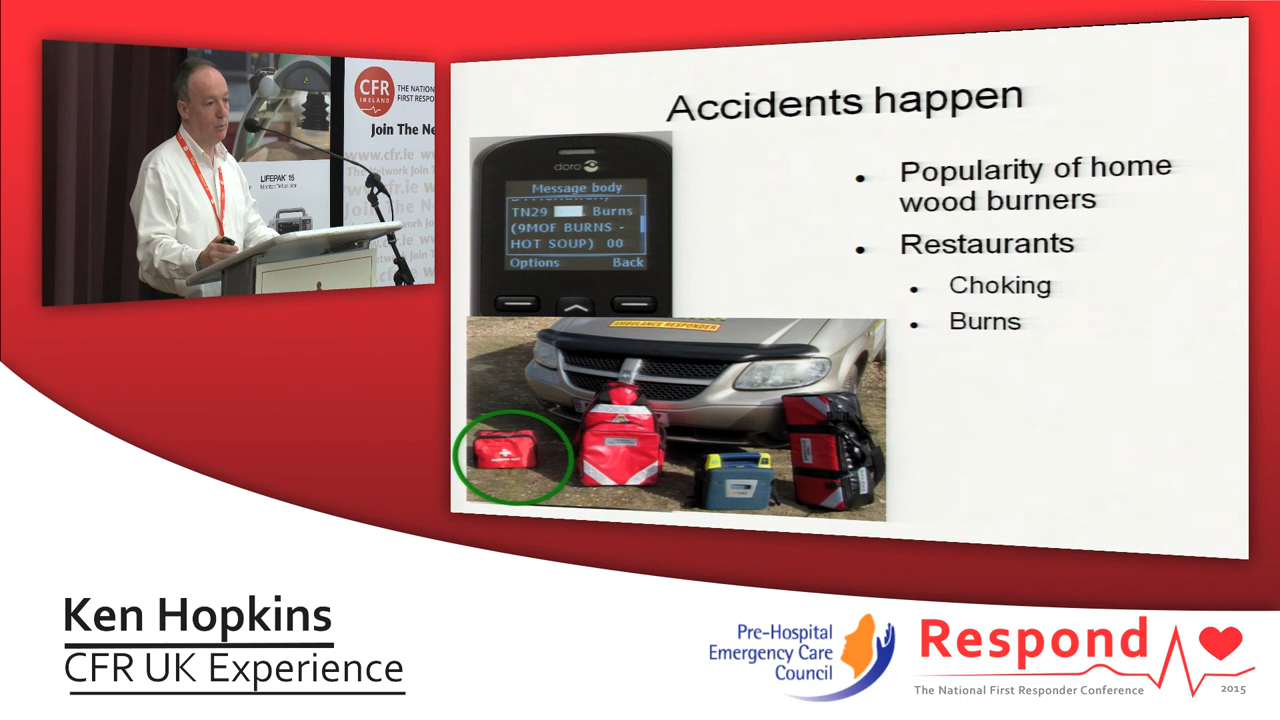 CFR
IRELAND
THE NATIONAL
FIRST RESPON
Join The Ne
www.cfr.ie
LIFEPAK 15
Accidents happen
doro
Message body
TN29 Burns
(9MOF BURNS -
HOT SOUP) 00
Options Back
• Popularity of home
wood burners
• Restaurants
• Choking
• Burns
AMBULANCE RESPONDER
Ken Hopkins
CFR UK Experience
Pre-Hospital
Emergency Care
Council
Respond
The National First Responder Conference 2015